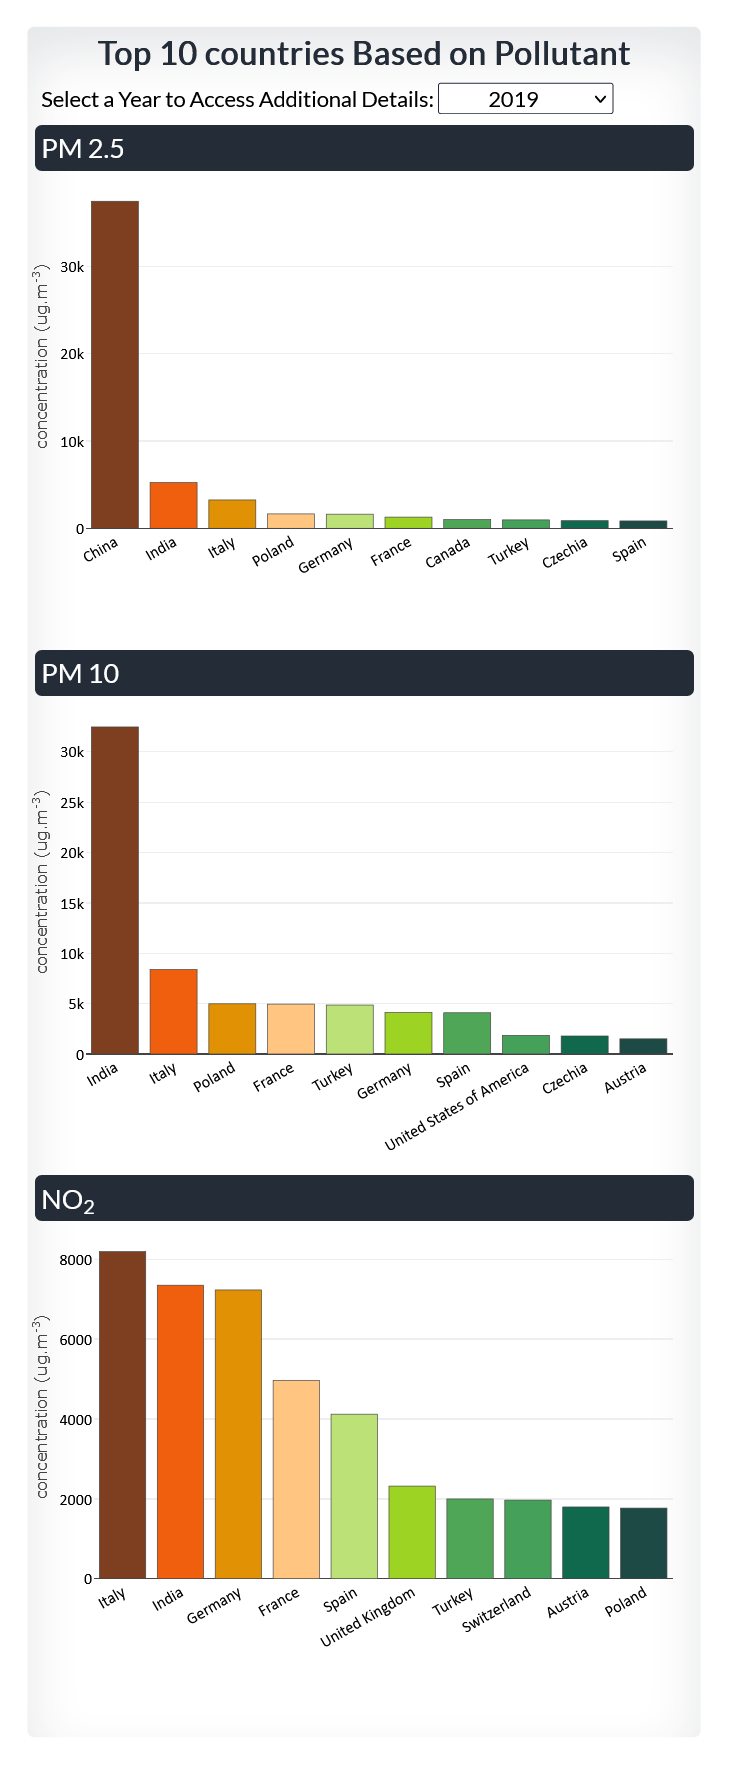 Top 10 countries Based on Pollutant
Select a Year to Access Additional Details: 2019
PM 2.5
concentration (ug.m⁻³)
30k
20k
10k
0
China India Italy Poland Germany France Canada Turkey Czechia Spain
PM 10
concentration (ug.m⁻³)
30k
25k
20k
15k
10k
5k
0
India Italy Poland France Turkey Germany Spain United States of America Czechia Austria
NO₂
concentration (ug.m⁻³)
8000
6000
4000
2000
0
Italy India Germany France Spain United Kingdom Turkey Switzerland Austria Poland